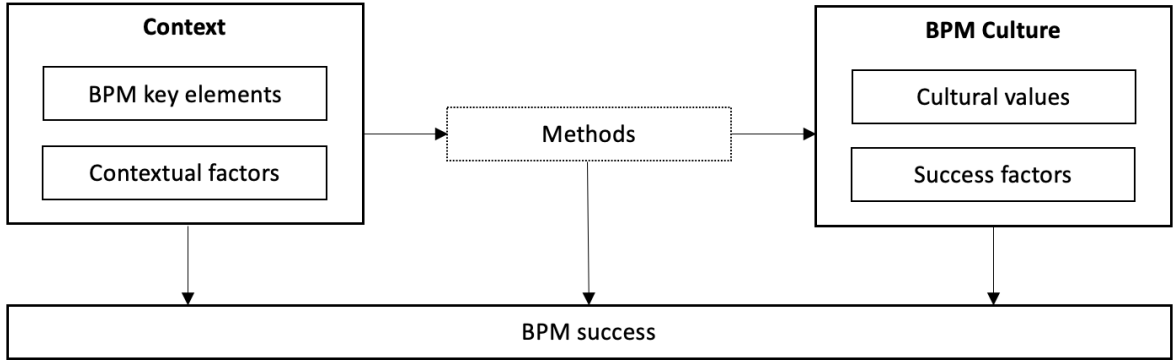 Context
BPM key elements
Contextual factors
Methods
BPM Culture
Cultural values
Success factors
BPM success